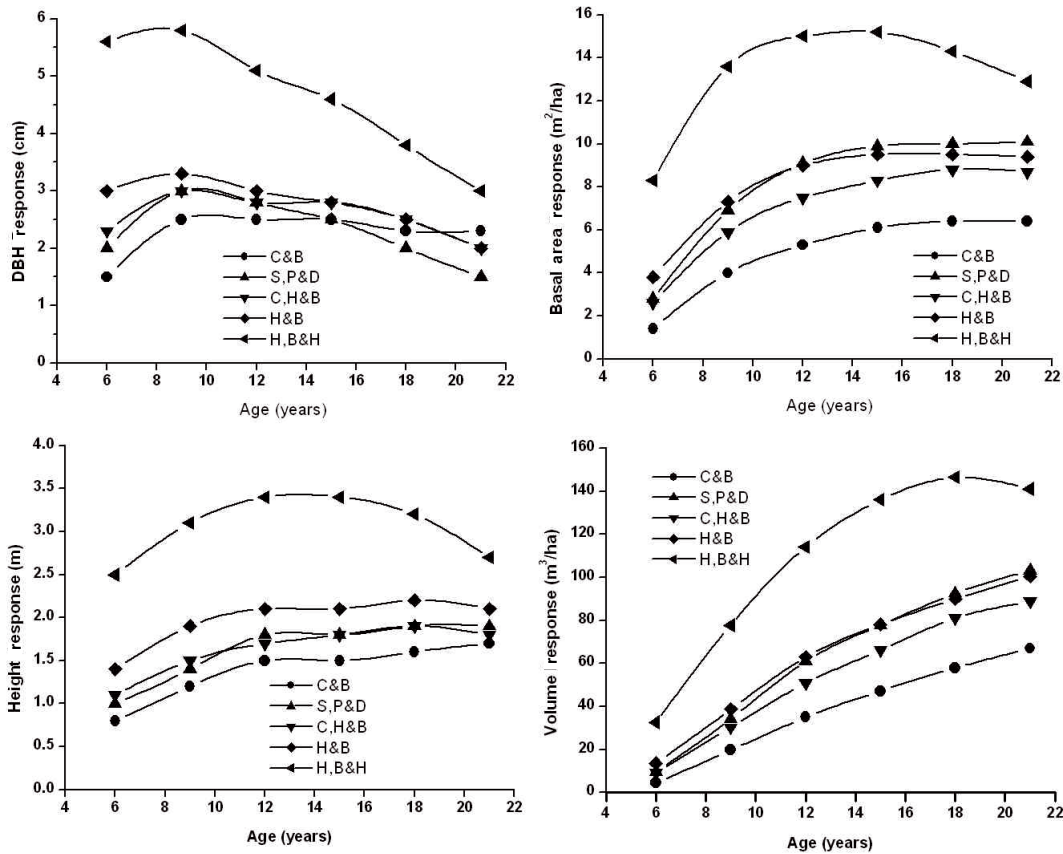 6
5
4
3
2
1
0
DBH response (cm)
C&B
S,P&D
C,H&B
H&B
H,B&H
4 6 8 10 12 14 16 18 20 22
Age (years)
16
14
12
10
8
6
4
2
0
Basal area response (m²/ha)
C&B
S,P&D
C,H&B
H&B
H,B&H
4 6 8 10 12 14 16 18 20 22
Age (years)
4.0
3.5
3.0
2.5
2.0
1.5
1.0
0.5
0.0
Height response (m)
C&B
S,P&D
C,H&B
H&B
H,B&H
4 6 8 10 12 14 16 18 20 22
Age (years)
160
140
120
100
80
60
40
20
0
Volume response (m³/ha)
C&B
S,P&D
C,H&B
H&B
H,B&H
4 6 8 10 12 14 16 18 20 22
Age (years)